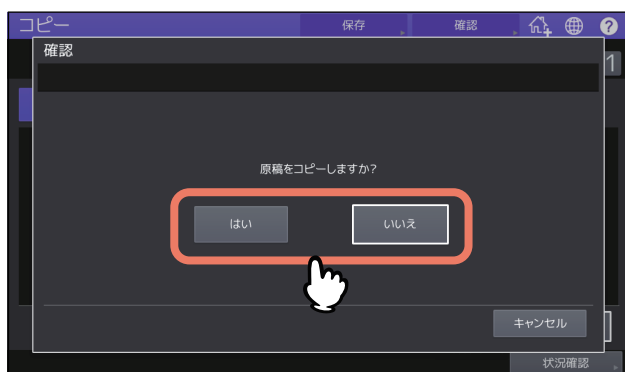 コピー 保存 確認
確認
1
原稿をコピーしますか?
はい いいえ
キャンセル
状況確認